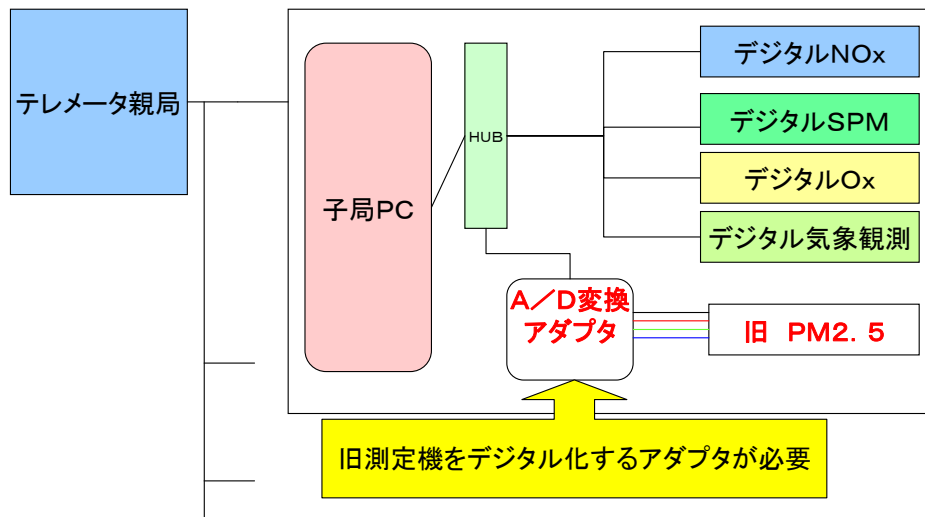 テレメータ親局
子局PC
HUB
デジタルNOx
デジタルSPM
デジタルOx
デジタル気象観測
A／D変換
アダプタ
旧　PM2．5
旧測定機をデジタル化するアダプタが必要